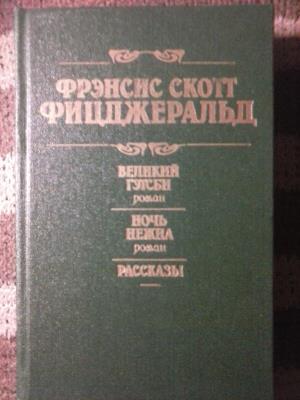 ФРЭНСИС СКОТТ
ФИЦДЖЕРАЛЬД
ВЕЛИКИЙ
ГЭТСБИ
роман
НОЧЬ
НЕЖНА
роман
РАССКАЗЫ